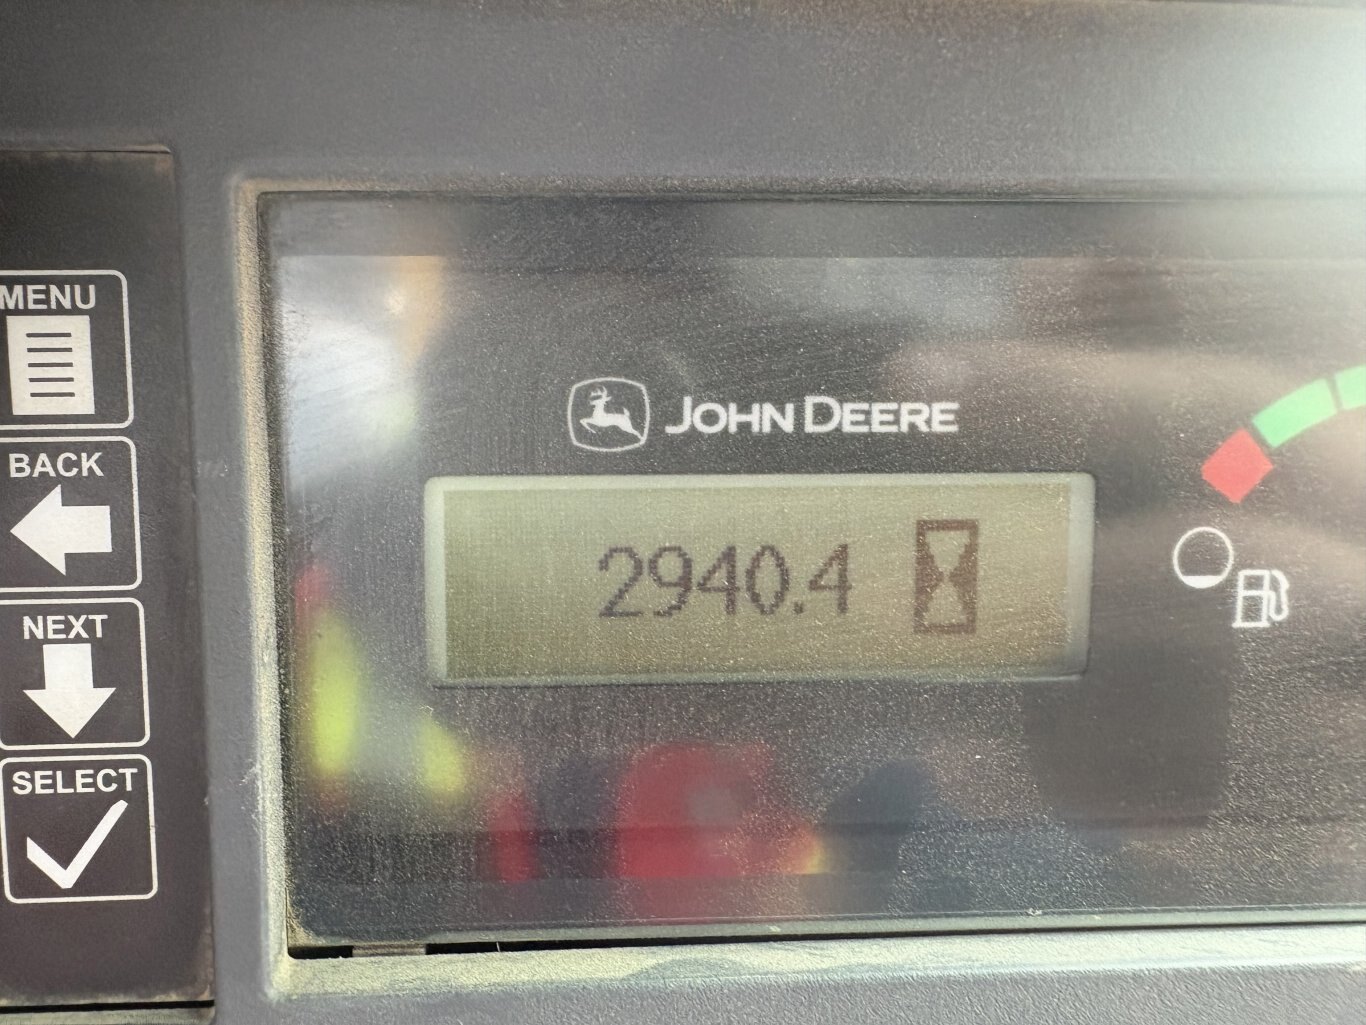 MENU
BACK
NEXT
SELECT
JOHN DEERE
2940.4